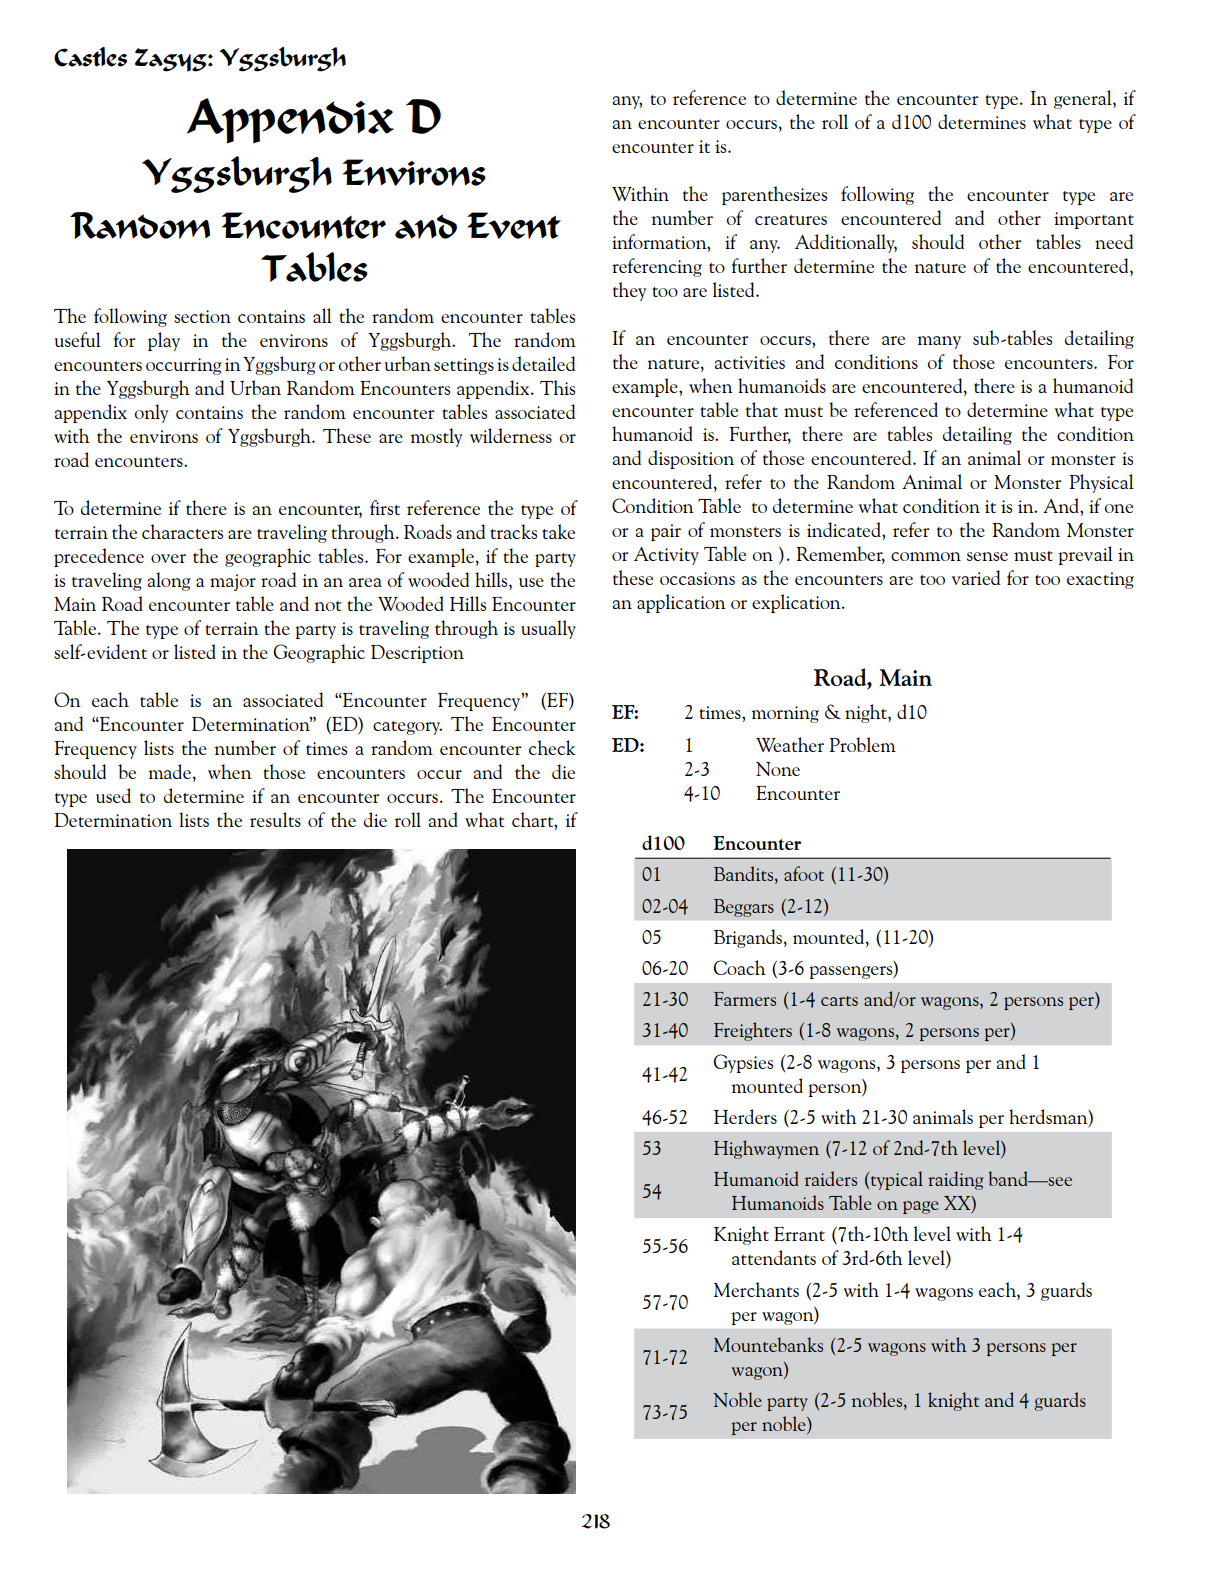 Castles Zagyg: Yggsburgh
Appendix D
Yggsburgh Environs
Random Encounter and Event
Tables
The following section contains all the random encounter tables
useful for play in the environs of Yggsburgh. The random
encounters occurring in Yggsburg or other urban settings is detailed
in the Yggsburgh and Urban Random Encounters appendix. This
appendix only contains the random encounter tables associated
with the environs of Yggsburgh. These are mostly wilderness or
road encounters.
To determine if there is an encounter, first reference the type of
terrain the characters are traveling through. Roads and tracks take
precedence over the geographic tables. For example, if the party
is traveling along a major road in an area of wooded hills, use the
Main Road encounter table and not the Wooded Hills Encounter
Table. The type of terrain the party is traveling through is usually
self-evident or listed in the Geographic Description
On each table is an associated “Encounter Frequency” (EF)
and “Encounter Determination” (ED) category. The Encounter
Frequency lists the number of times a random encounter check
should be made, when those encounters occur and the die
type used to determine if an encounter occurs. The Encounter
Determination lists the results of the die roll and what chart, if
any, to reference to determine the encounter type. In general, if
an encounter occurs, the roll of a d100 determines what type of
encounter it is.
Within the parenthesizes following the encounter type are
the number of creatures encountered and other important
information, if any. Additionally, should other tables need
referencing to further determine the nature of the encountered,
they too are listed.
If an encounter occurs, there are many sub-tables detailing
the nature, activities and conditions of those encounters. For
example, when humanoids are encountered, there is a humanoid
encounter table that must be referenced to determine what type
humanoid is. Further, there are tables detailing the condition
and disposition of those encountered. If an animal or monster is
encountered, refer to the Random Animal or Monster Physical
Condition Table to determine what condition it is in. And, if one
or a pair of monsters is indicated, refer to the Random Monster
or Activity Table on ). Remember, common sense must prevail in
these occasions as the encounters are too varied for too exacting
an application or explication.
Road, Main
EF: 2 times, morning & night, d10
ED: 1 Weather Problem
2-3 None
4-10 Encounter
d100 Encounter
01 Bandits, afoot (11-30)
02-04 Beggars (2-12)
05 Brigands, mounted, (11-20)
06-20 Coach (3-6 passengers)
21-30 Farmers (1-4 carts and/or wagons, 2 persons per)
31-40 Freighters (1-8 wagons, 2 persons per)
41-42 Gypsies (2-8 wagons, 3 persons per and 1
mounted person)
46-52 Herders (2-5 with 21-30 animals per herdsman)
53 Highwaymen (7-12 of 2nd-7th level)
54 Humanoid raiders (typical raiding band—see
Humanoids Table on page XX)
55-56 Knight Errant (7th-10th level with 1-4
attendants of 3rd-6th level)
57-70 Merchants (2-5 with 1-4 wagons each, 3 guards
per wagon)
71-72 Mountebanks (2-5 wagons with 3 persons per
wagon)
73-75 Noble party (2-5 nobles, 1 knight and 4 guards
per noble)
218